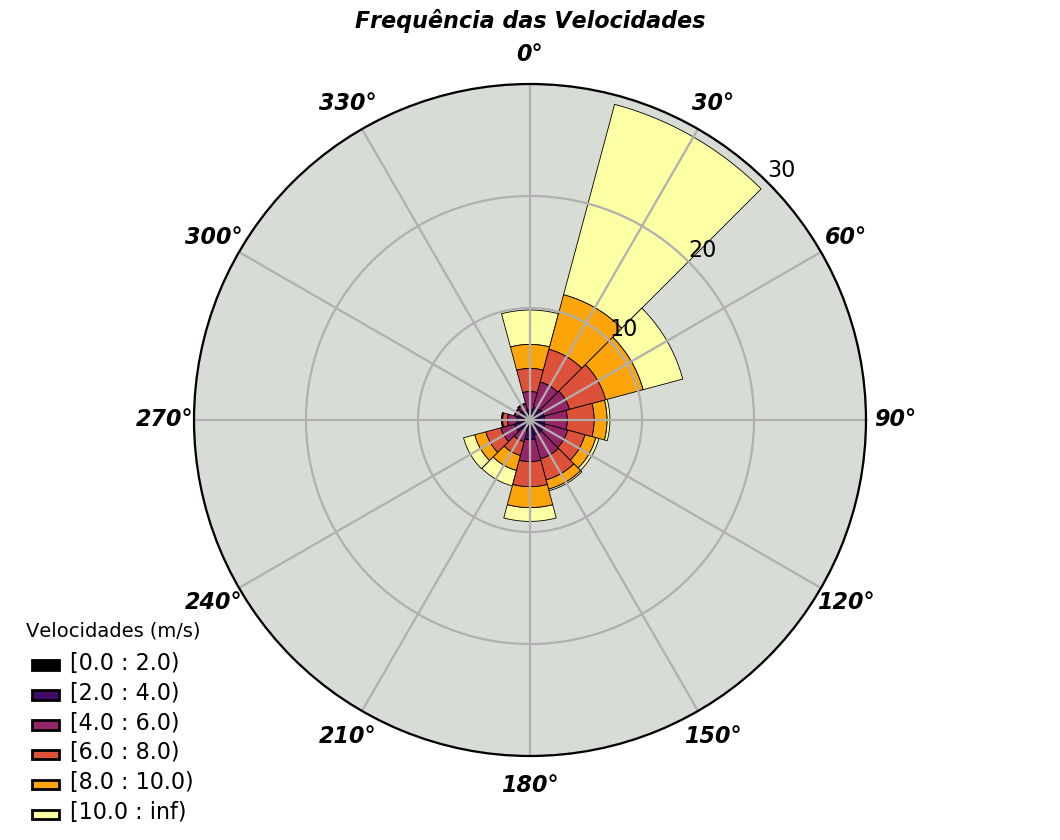 Frequência das Velocidades
0°
330°
30°
30
300°
60°
20
10
270°
90°
240°
120°
Velocidades (m/s)
[0.0 : 2.0)
[2.0 : 4.0)
[4.0 : 6.0)
210°
150°
[6.0 : 8.0)
180°
[8.0 : 10.0)
[10.0 : inf)